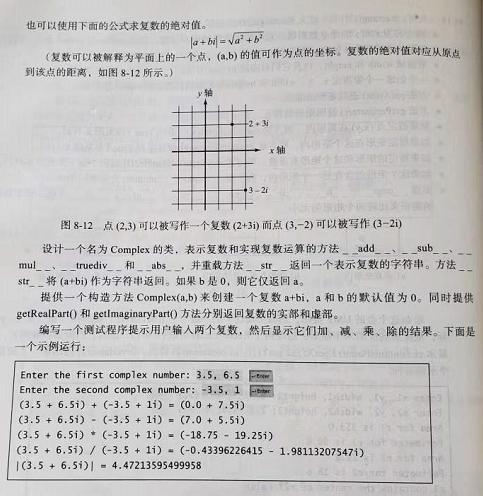 也可以使用下面的公式求复数的绝对值。
|a + bi| = √a² + b²
(复数可以被解释为平面上的一个点，(a,b) 的值可作为点的坐标。复数的绝对值对应从原点
到该点的距离，如图 8-12 所示。)
y 轴
2 + 3i
x 轴
3 − 2i
图 8-12 点 (2,3) 可以被写作一个复数 (2+3i) 而点 (3,−2) 可以被写作 (3−2i)
设计一个名为 Complex 的类，表示复数和实现复数运算的方法 _ _add_ _、_ _sub_ _、_ _
mul_ _、_ _truediv_ _ 和 _ _abs_ _，并重载方法 _ _str_ _ 返回一个表示复数的字符串。方法 _ _
str_ _ 将 (a+bi) 作为字符串返回。如果 b 是 0，则它仅返回 a。
提供一个构造方法 Complex(a,b) 来创建一个复数 a+bi，a 和 b 的默认值为 0。同时提供
getRealPart() 和 getImaginaryPart() 方法分别返回复数的实部和虚部。
编写一个测试程序提示用户输入两个复数，然后显示它们加、减、乘、除的结果。下面是
一个示例运行：
Enter the first complex number: 3.5, 6.5 Enter
Enter the second complex number: -3.5, 1 Enter
(3.5 + 6.5i) + (-3.5 + 1i) = (0.0 + 7.5i)
(3.5 + 6.5i) - (-3.5 + 1i) = (7.0 + 5.5i)
(3.5 + 6.5i) * (-3.5 + 1i) = (-18.75 - 19.25i)
(3.5 + 6.5i) / (-3.5 + 1i) = (-0.43396226415 - 1.98113207547i)
|(3.5 + 6.5i)| = 4.47213595499958